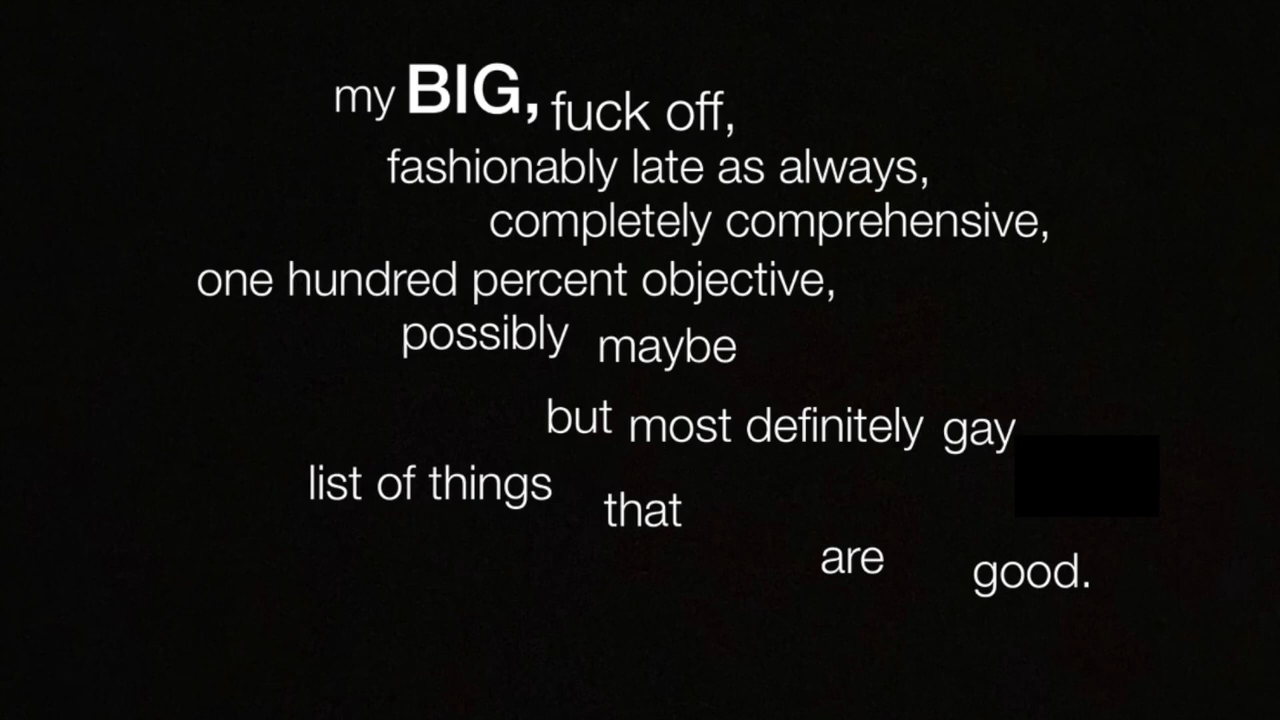 my BIG, fuck off,
fashionably late as always,
completely comprehensive,
one hundred percent objective,
possibly maybe
but most definitely gay
list of things that
are good.